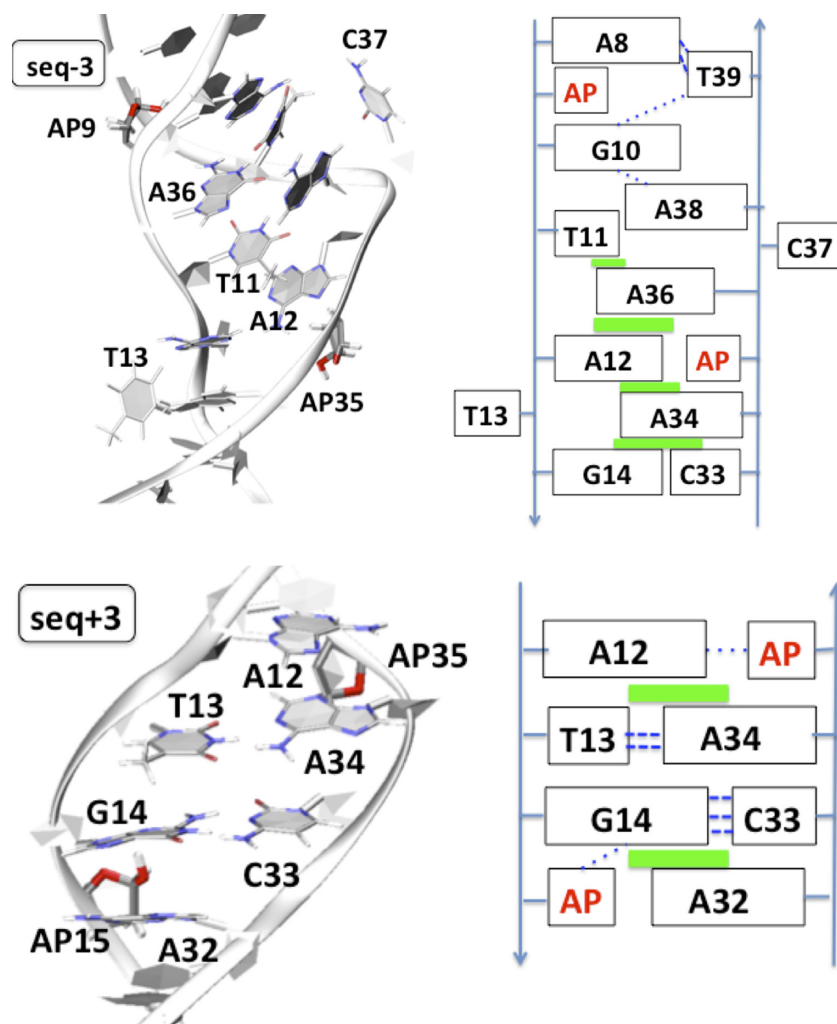 seq-3
C37
AP9
A36
T11
A12
T13
AP35
A8
T39
AP
G10
A38
T11
C37
A36
A12
AP
T13
A34
G14
C33
seq+3
AP35
A12
T13
A34
G14
C33
AP15
A32
A12
AP
T13
A34
G14
C33
AP
A32